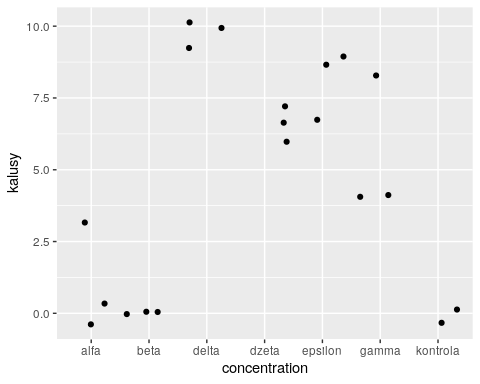 10.0
7.5
5.0
2.5
0.0
kalusy
alfa beta delta dzeta epsilon gamma kontrola
concentration